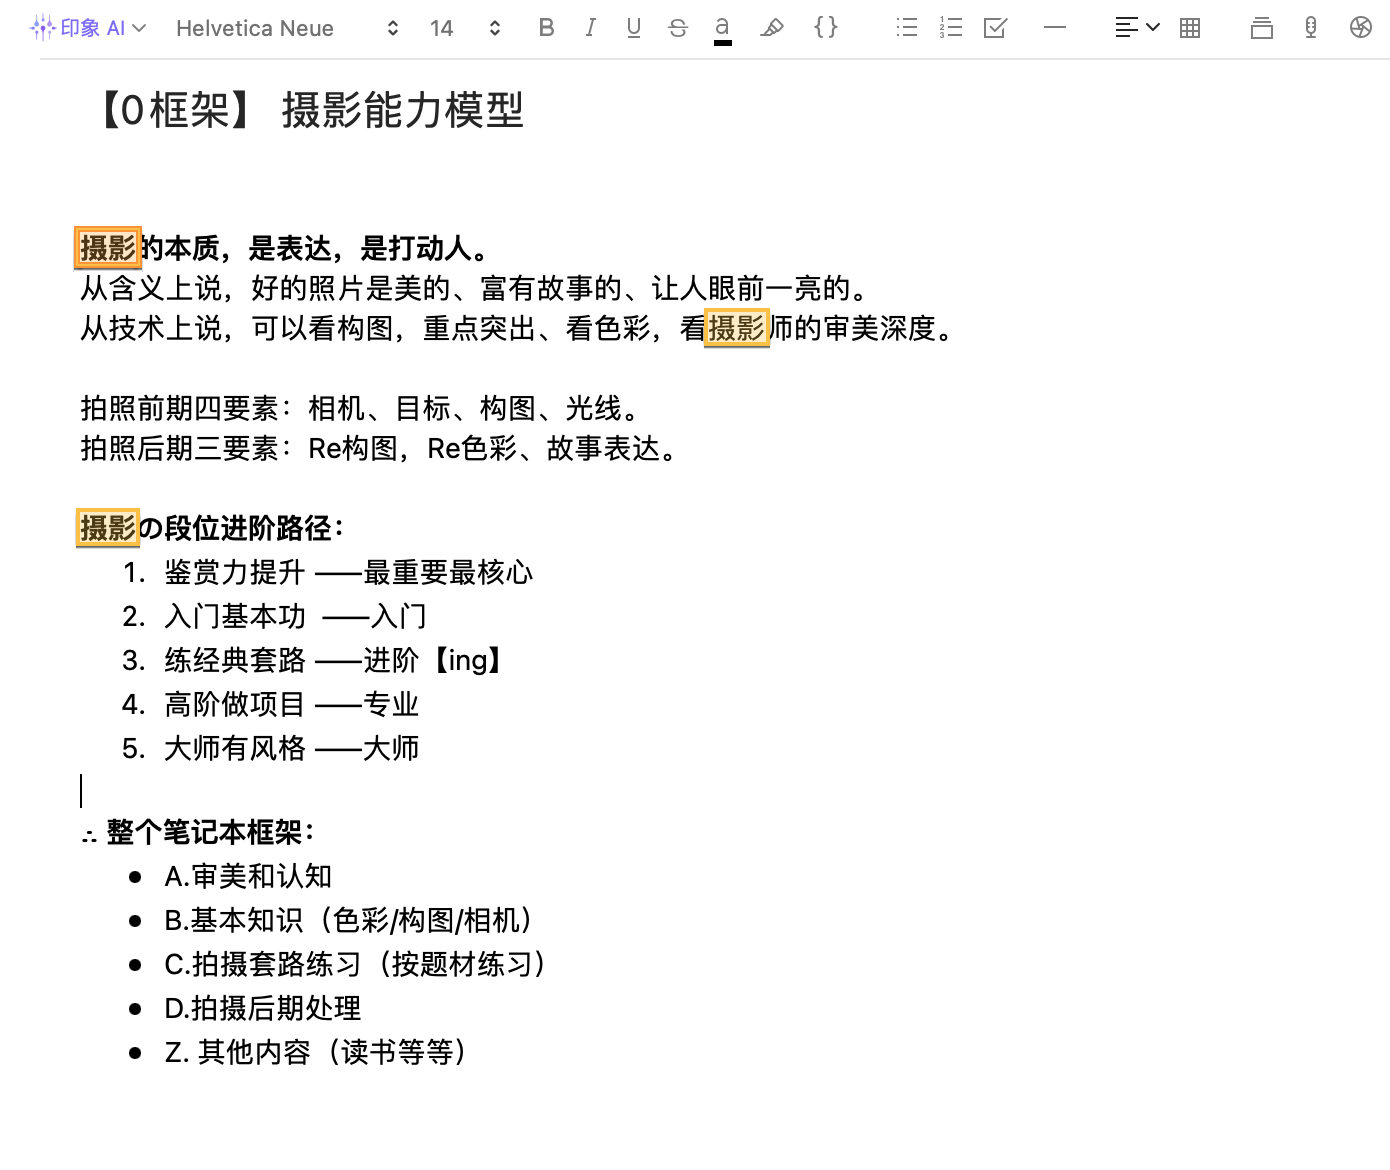 印象 AI Helvetica Neue 14 B I U S a {}
【0框架】 摄影能力模型
摄影的本质，是表达，是打动人。
从含义上说，好的照片是美的、富有故事的、让人眼前一亮的。
从技术上说，可以看构图，重点突出、看色彩，看摄影师的审美深度。
拍照前期四要素：相机、目标、构图、光线。
拍照后期三要素：Re构图，Re色彩、故事表达。
摄影の段位进阶路径：
1. 鉴赏力提升 ——最重要最核心
2. 入门基本功 ——入门
3. 练经典套路 ——进阶【ing】
4. 高阶做项目 ——专业
5. 大师有风格 ——大师
∴ 整个笔记本框架：
● A.审美和认知
● B.基本知识（色彩/构图/相机）
● C.拍摄套路练习（按题材练习）
● D.拍摄后期处理
● Z. 其他内容（读书等等）